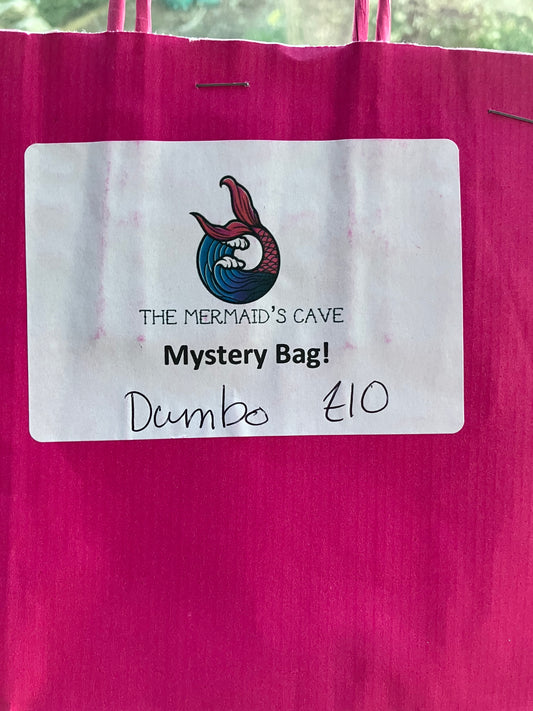 THE MERMAID'S CAVE
Mystery Bag!
Dumbo £10